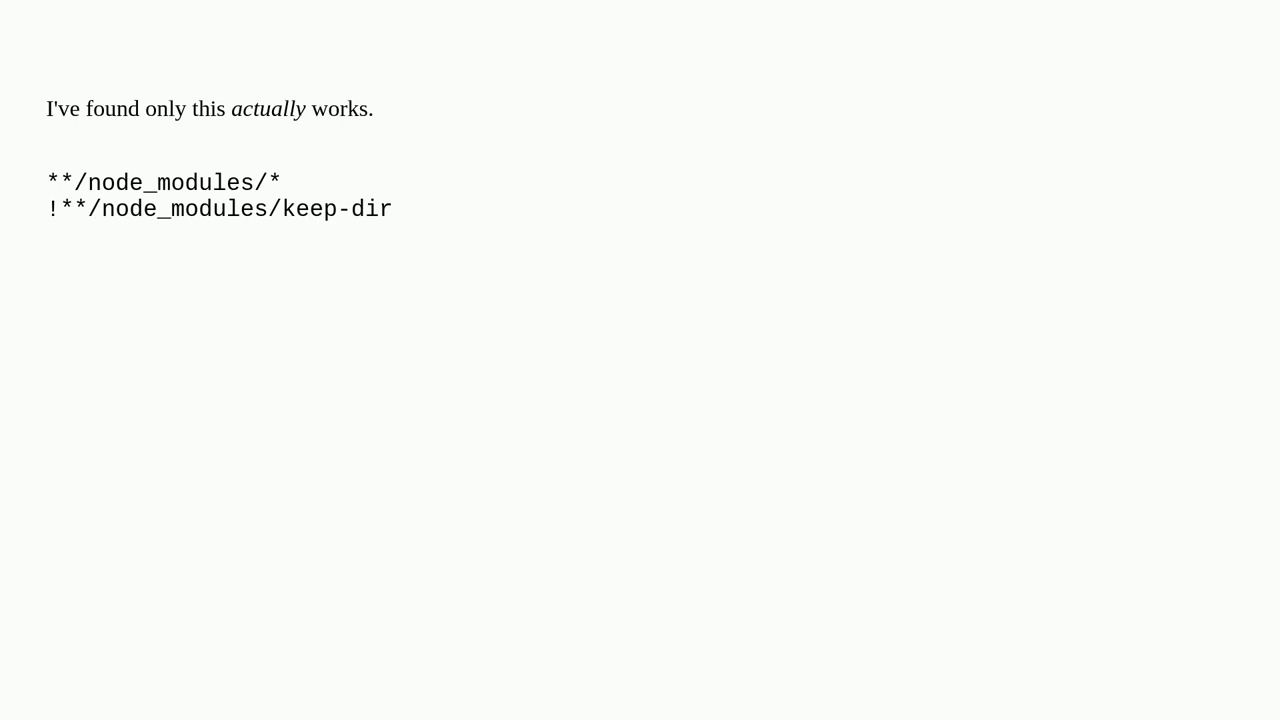 I've found only this actually works.
**/node_modules/*
!**/node_modules/keep-dir